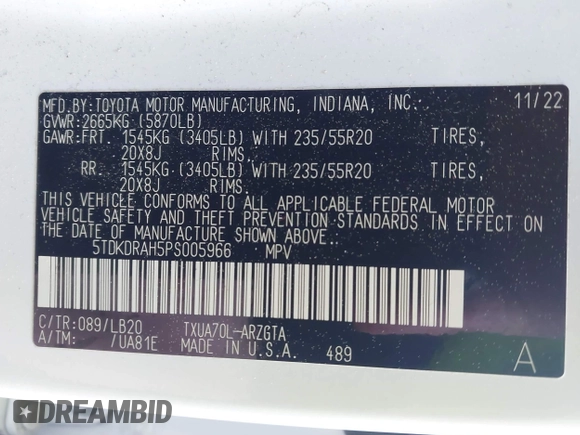 MFD.BY:TOYOTA MOTOR MANUFACTURING, INDIANA, INC. 11/22
GVWR:2665KG (5870LB)
GAWR:FRT. 1545KG (3405LB) WITH 235/55R20 TIRES,
20X8J RIMS.
RR. 1545KG (3405LB) WITH 235/55R20 TIRES,
20X8J RIMS.
THIS VEHICLE CONFORMS TO ALL APPLICABLE FEDERAL MOTOR
VEHICLE SAFETY AND THEFT PREVENTION STANDARDS IN EFFECT ON
THE DATE OF MANUFACTURE SHOWN ABOVE.
5TDKDRAH5PS005966 MPV
C/TR:089/LB20 TXUA70L-ARZGTA
A/TM: /UA81E MADE IN U.S.A. 489 A
DREAMBID